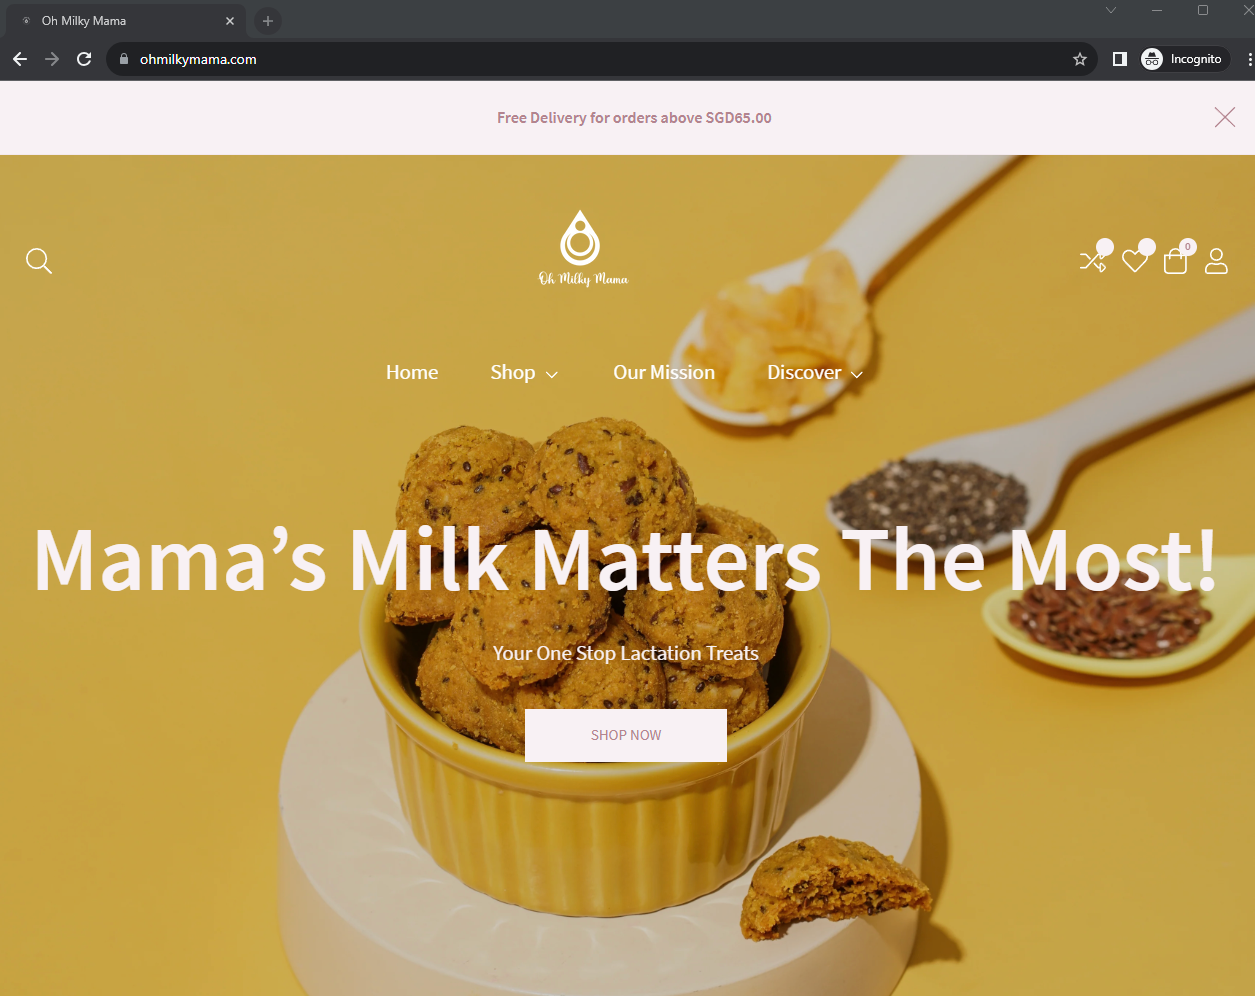 Oh Milky Mama
ohmilkymama.com
Incognito
Free Delivery for orders above SGD65.00
Oh Milky Mama
0
Home Shop Our Mission Discover
Mama’s Milk Matters The Most!
Your One Stop Lactation Treats
SHOP NOW